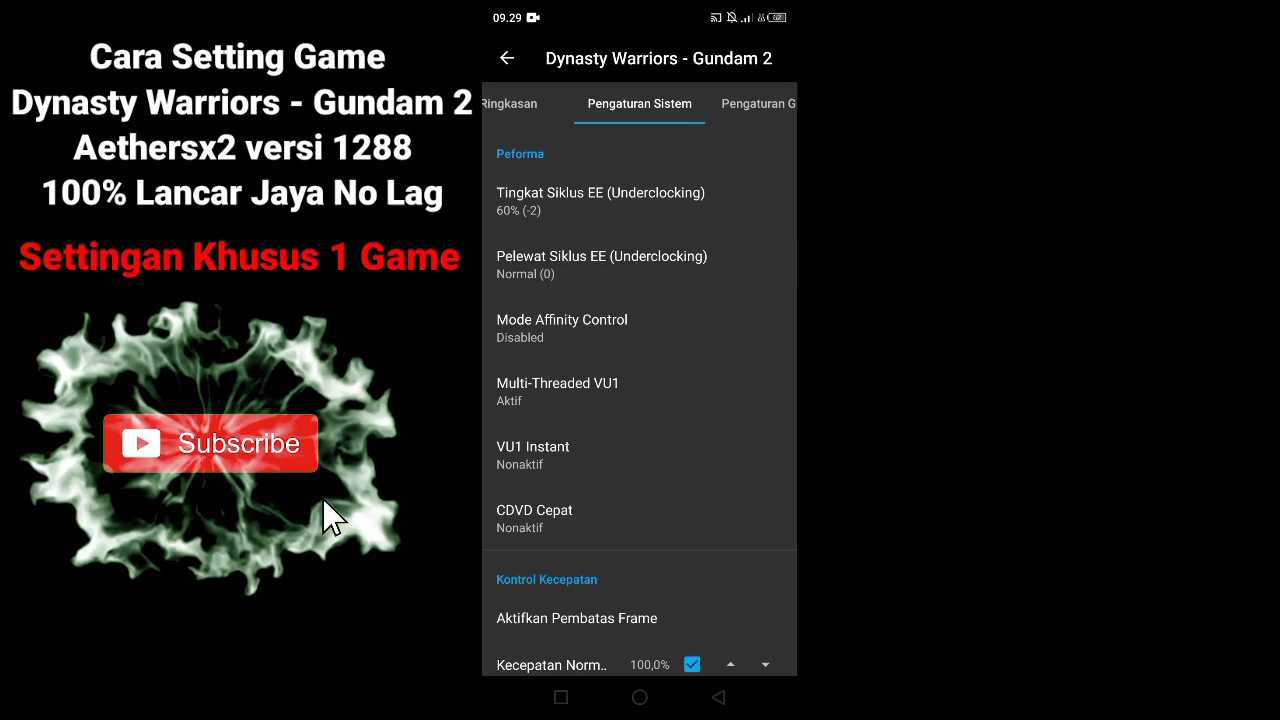 Cara Setting Game
Dynasty Warriors - Gundam 2
Aethersx2 versi 1288
100% Lancar Jaya No Lag
Settingan Khusus 1 Game
Subscribe
09.29
Dynasty Warriors - Gundam 2
Ringkasan
Pengaturan Sistem
Pengaturan G
Peforma
Tingkat Siklus EE (Underclocking)
60% (-2)
Pelewat Siklus EE (Underclocking)
Normal (0)
Mode Affinity Control
Disabled
Multi-Threaded VU1
Aktif
VU1 Instant
Nonaktif
CDVD Cepat
Nonaktif
Kontrol Kecepatan
Aktifkan Pembatas Frame
Kecepatan Norm.. 100,0%